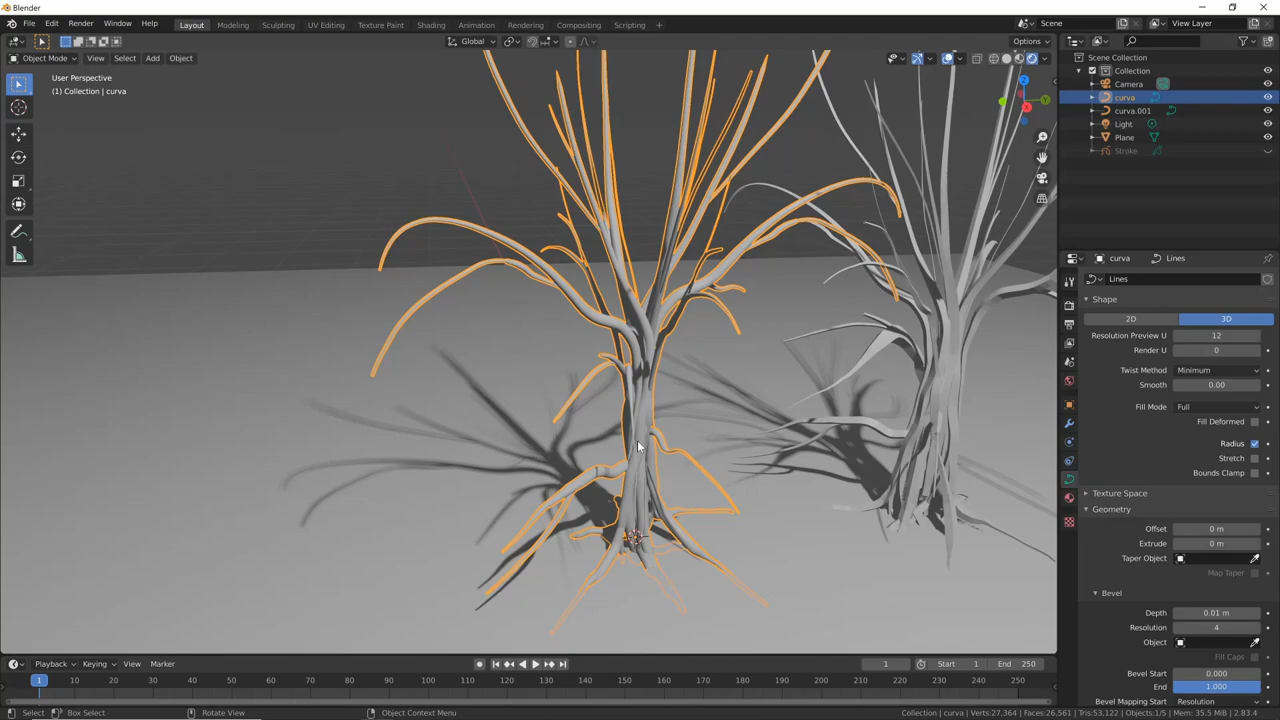 Blender
File Edit Render Window Help Layout Modeling Sculpting UV Editing Texture Paint Shading Animation Rendering Compositing Scripting + Scene View Layer
Global Options
Object Mode View Select Add Object
User Perspective
(1) Collection | curva
Z
Y
X
Scene Collection
Collection
Camera
curva
curva.001
Light
Plane
Stroke
curva Lines
Lines
Shape
2D 3D
Resolution Preview U 12
Render U 0
Twist Method Minimum
Smooth 0.00
Fill Mode Full
Fill Deformed
Radius
Stretch
Bounds Clamp
Texture Space
Geometry
Offset 0 m
Extrude 0 m
Taper Object
Map Taper
Bevel
Depth 0.01 m
Resolution 4
Object
Fill Caps
Bevel Start 0.000
End 1.000
Bevel Mapping Start Resolution
Playback Keying View Marker 1 Start 1 End 250
1 10 20 30 40 50 60 70 80 90 100 110 120 130 140 150 160 170 180 190 200 210 220 230 240 250
Select Box Select Rotate View Object Context Menu Collection | curva | Verts:27,364 | Faces:26,561 | Tris:53,122 | Objects:1/5 | Mem: 35.5 MiB | 2.83.4